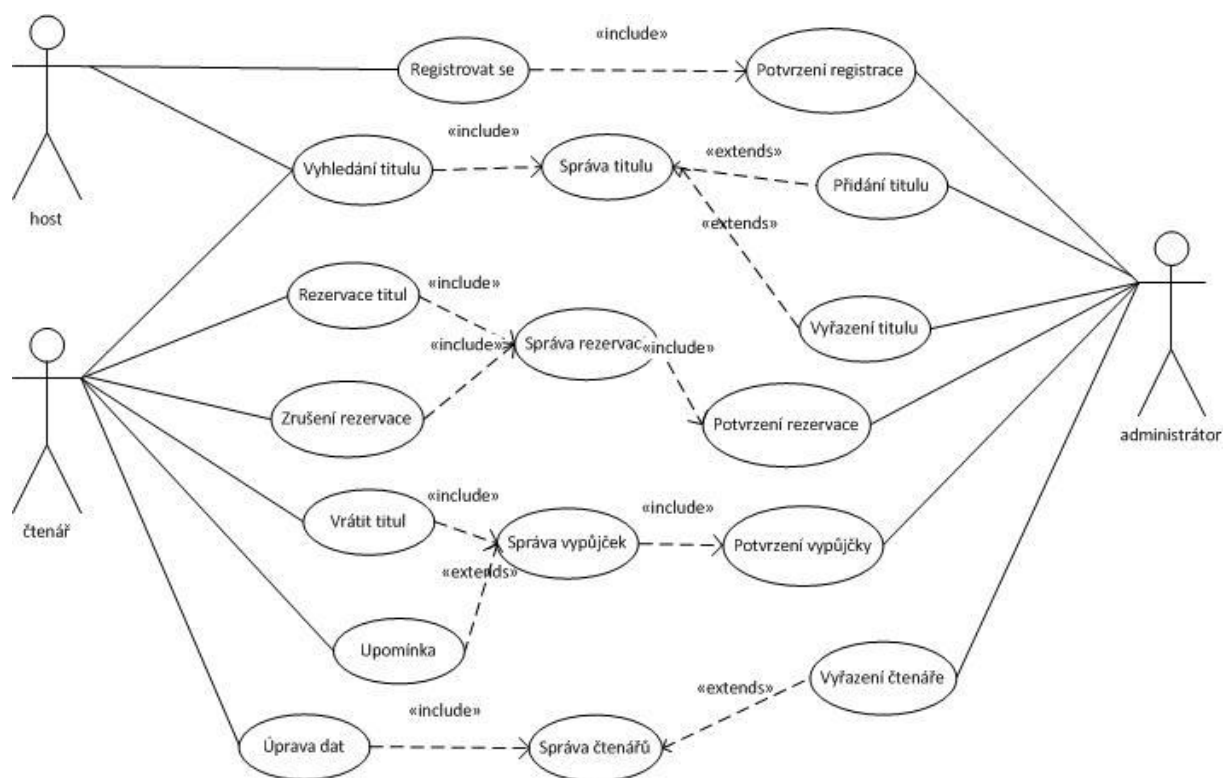 «include»
Registrovat se
Potvrzení registrace
«include»
Vyhledání titulu
Správa titulu
«extends»
Přidání titulu
host
«extends»
Rezervace titul
«include»
Vyřazení titulu
«include»
Správa rezervac
«include»
Zrušení rezervace
Potvrzení rezervace
administrátor
čtenář
Vrátit titul
«include»
Správa vypůjček
«include»
Potvrzení vypůjčky
«extends»
Upomínka
Vyřazení čtenáře
«extends»
«include»
Úprava dat
Správa čtenářů